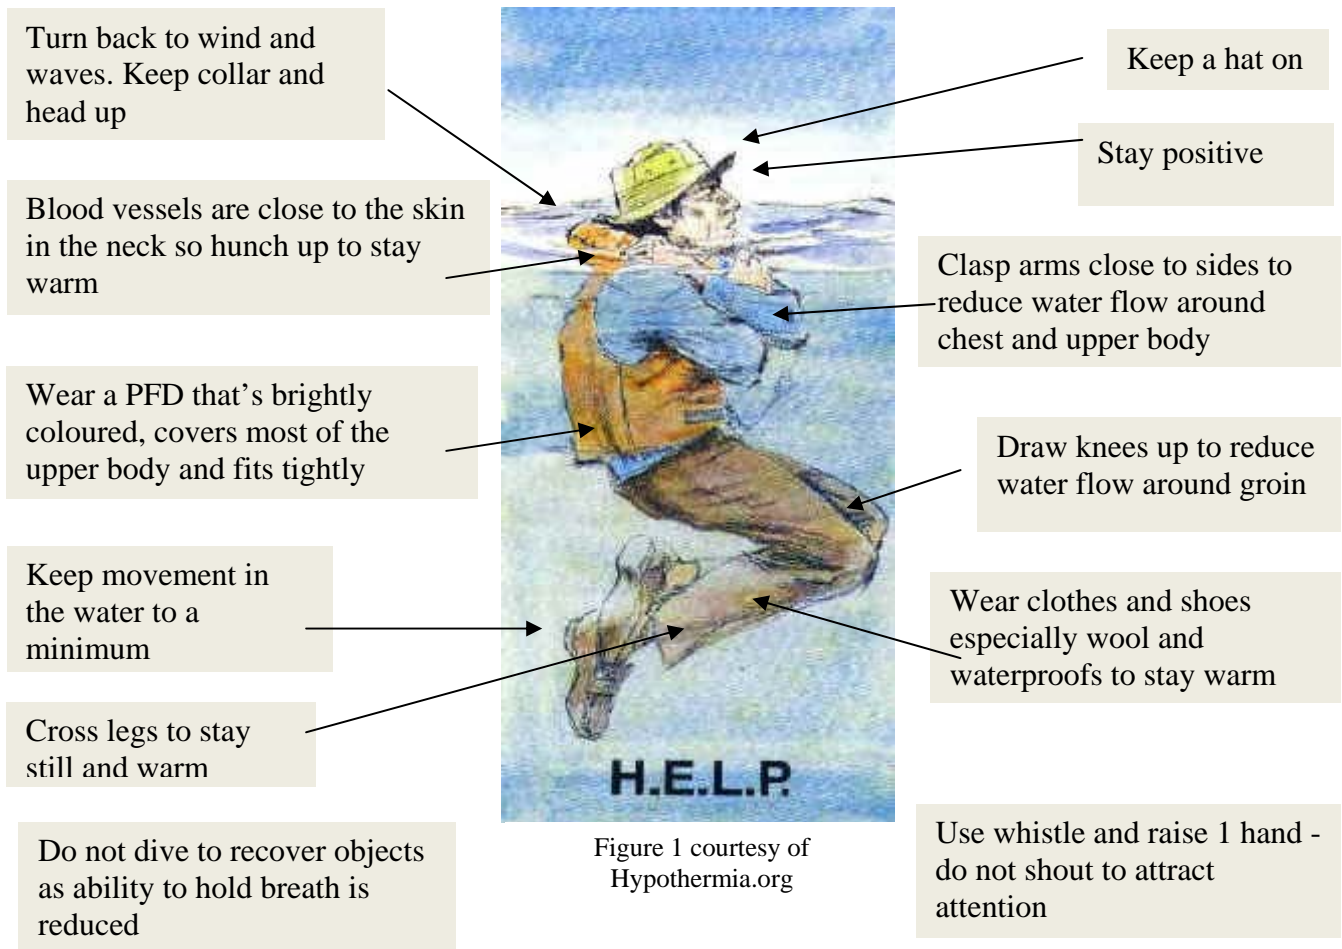 Turn back to wind and
waves. Keep collar and
head up
Blood vessels are close to the skin
in the neck so hunch up to stay
warm
Wear a PFD that's brightly
coloured, covers most of the
upper body and fits tightly
Keep movement in
the water to a
minimum
Cross legs to stay
still and warm
Do not dive to recover objects
as ability to hold breath is
reduced
H.E.L.P.
Figure 1 courtesy of
Hypothermia.org
Keep a hat on
Stay positive
Clasp arms close to sides to
reduce water flow around
chest and upper body
Draw knees up to reduce
water flow around groin
Wear clothes and shoes
especially wool and
waterproofs to stay warm
Use whistle and raise 1 hand -
do not shout to attract
attention